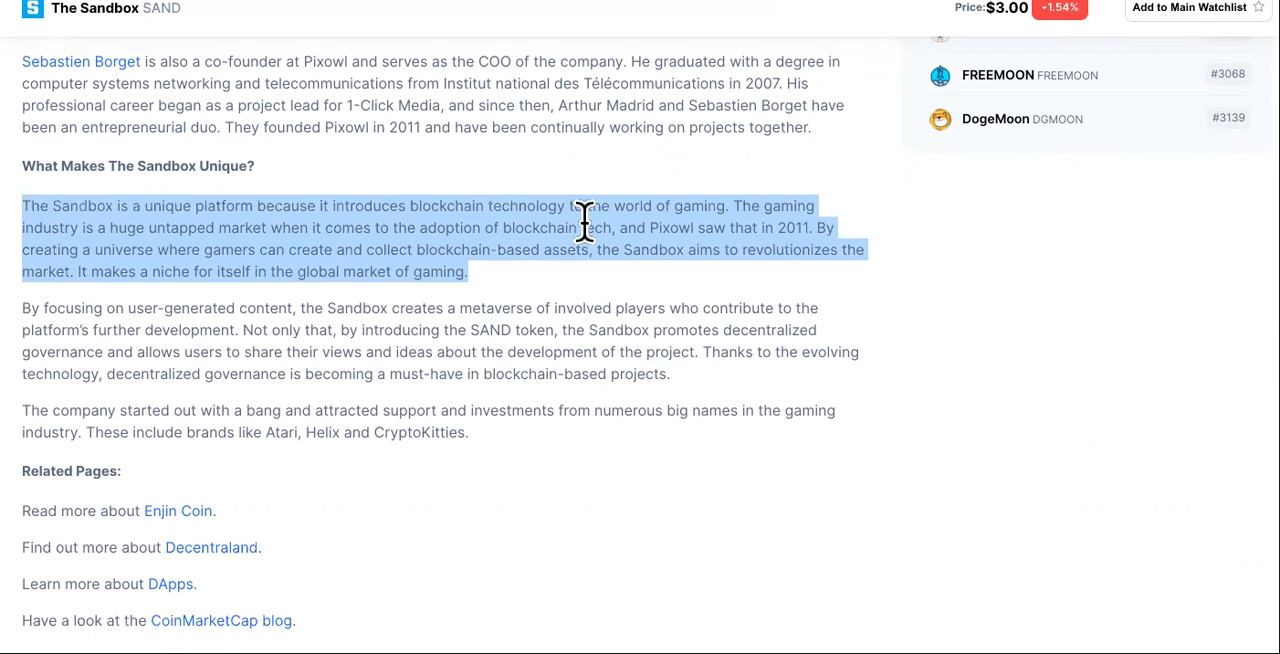 The Sandbox SAND
Price:$3.00 -1.54% Add to Main Watchlist
Sebastien Borget is also a co-founder at Pixowl and serves as the COO of the company. He graduated with a degree in
computer systems networking and telecommunications from Institut national des Télécommunications in 2007. His
professional career began as a project lead for 1-Click Media, and since then, Arthur Madrid and Sebastien Borget have
been an entrepreneurial duo. They founded Pixowl in 2011 and have been continually working on projects together.
What Makes The Sandbox Unique?
The Sandbox is a unique platform because it introduces blockchain technology to the world of gaming. The gaming
industry is a huge untapped market when it comes to the adoption of blockchain tech, and Pixowl saw that in 2011. By
creating a universe where gamers can create and collect blockchain-based assets, the Sandbox aims to revolutionizes the
market. It makes a niche for itself in the global market of gaming.
By focusing on user-generated content, the Sandbox creates a metaverse of involved players who contribute to the
platform’s further development. Not only that, by introducing the SAND token, the Sandbox promotes decentralized
governance and allows users to share their views and ideas about the development of the project. Thanks to the evolving
technology, decentralized governance is becoming a must-have in blockchain-based projects.
The company started out with a bang and attracted support and investments from numerous big names in the gaming
industry. These include brands like Atari, Helix and CryptoKitties.
Related Pages:
Read more about Enjin Coin.
Find out more about Decentraland.
Learn more about DApps.
Have a look at the CoinMarketCap blog.
FREEMOON FREEMOON #3068
DogeMoon DGMOON #3139